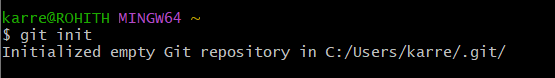 karre@ROHITH MINGW64 ~
$ git init
Initialized empty Git repository in C:/Users/karre/.git/